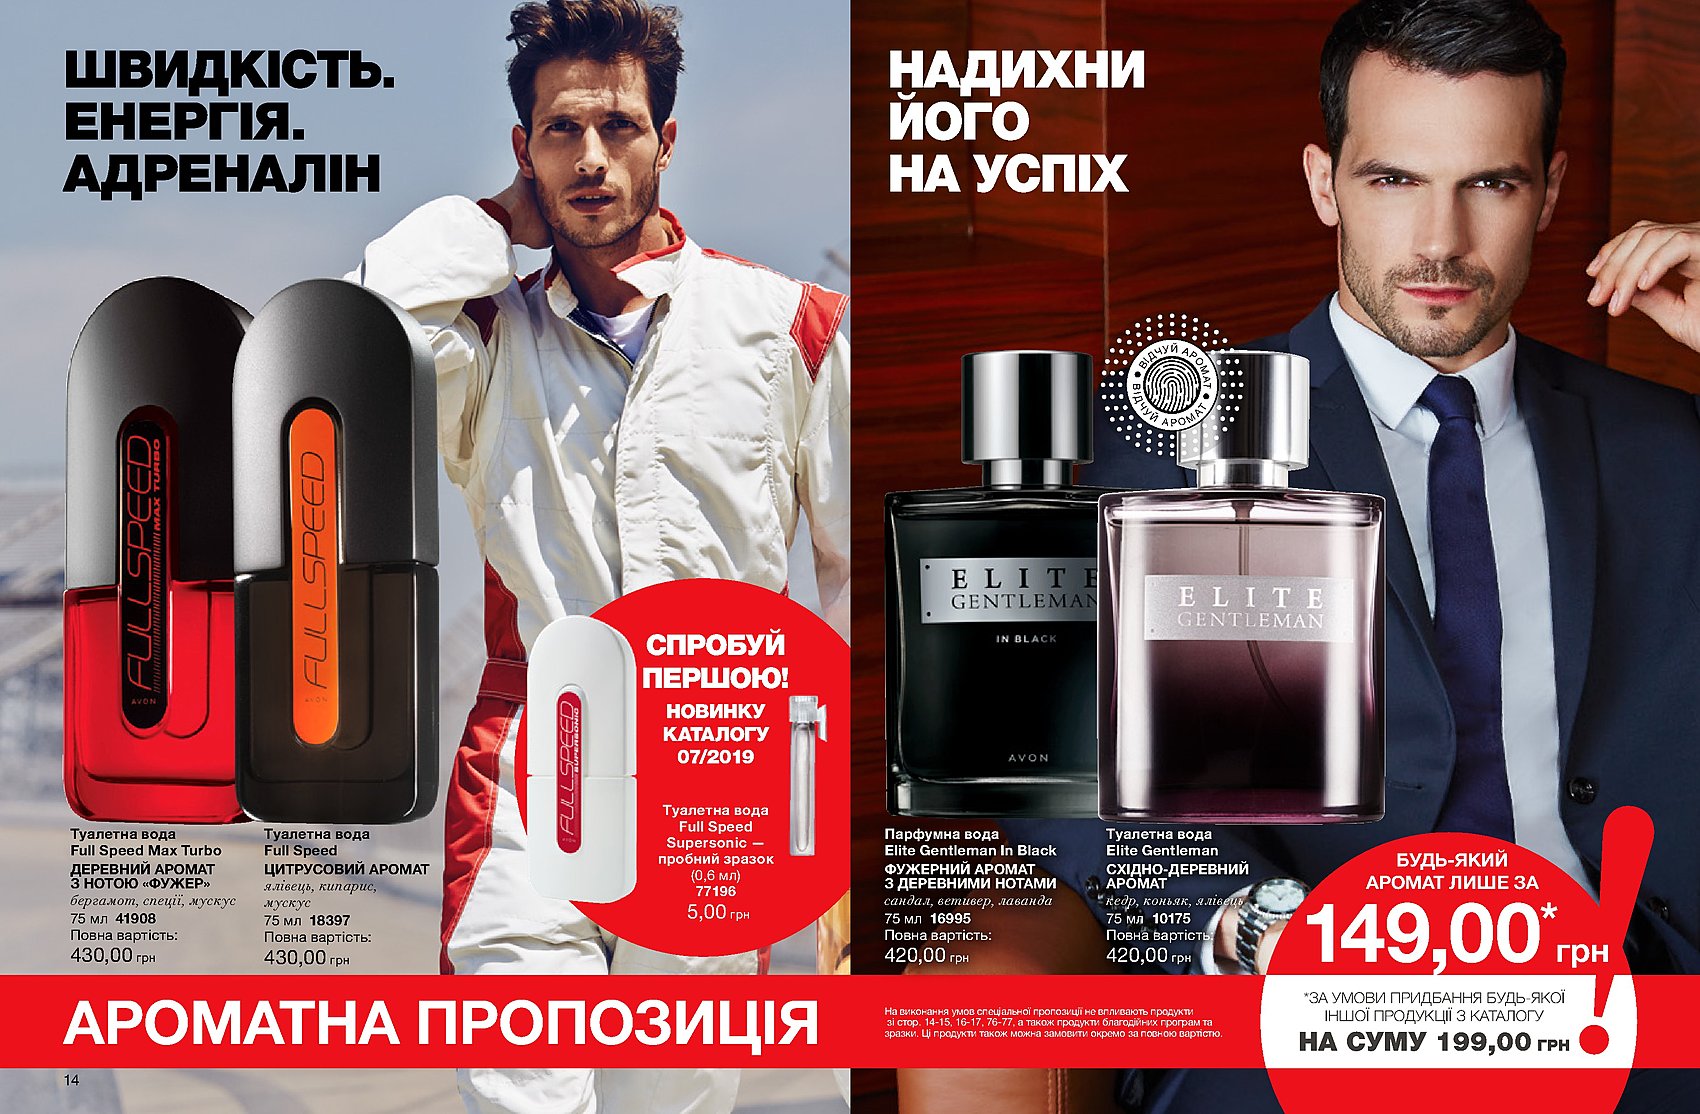 ШВИДКІСТЬ.
ЕНЕРГІЯ.
АДРЕНАЛІН
FULL SPEED
MAX TURBO
AVON
FULL SPEED
AVON
Туалетна вода
Full Speed Max Turbo
ДЕРЕВНИЙ АРОМАТ
З НОТОЮ «ФУЖЕР»
бергамот, спеції, мускус
75 мл 41908
Повна вартість:
430,00 грн
Туалетна вода
Full Speed
ЦИТРУСОВИЙ АРОМАТ
ялівець, кипарис,
мускус
75 мл 18397
Повна вартість:
430,00 грн
FULL SPEED
SUPERSONIC
AVON
СПРОБУЙ
ПЕРШОЮ!
НОВИНКУ
КАТАЛОГУ
07/2019
Туалетна вода
Full Speed
Supersonic —
пробний зразок
(0,6 мл)
77196
5,00 грн
НАДИХНИ
ЙОГО
НА УСПІХ
ВІДЧУЙ АРОМАТ • ВІДЧУЙ АРОМАТ •
ELITE
GENTLEMAN
IN BLACK
AVON
ELITE
GENTLEMAN
Парфумна вода
Elite Gentleman In Black
ФУЖЕРНИЙ АРОМАТ
З ДЕРЕВНИМИ НОТАМИ
сандал, ветивер, лаванда
75 мл 16995
Повна вартість:
420,00 грн
Туалетна вода
Elite Gentleman
СХІДНО-ДЕРЕВНИЙ
АРОМАТ
кедр, коньяк, ялівець
75 мл 10175
Повна вартість:
420,00 грн
БУДЬ-ЯКИЙ
АРОМАТ ЛИШЕ ЗА
149,00* грн
*ЗА УМОВИ ПРИДБАННЯ БУДЬ-ЯКОЇ
ІНШОЇ ПРОДУКЦІЇ З КАТАЛОГУ
НА СУМУ 199,00 ГРН
!
АРОМАТНА ПРОПОЗИЦІЯ
На виконання умов спеціальної пропозиції не впливають продукти
зі стор. 14-15, 16-17, 76-77, а також продукти благодійних програм та
зразки. Ці продукти також можна замовити окремо за повною вартістю.
14